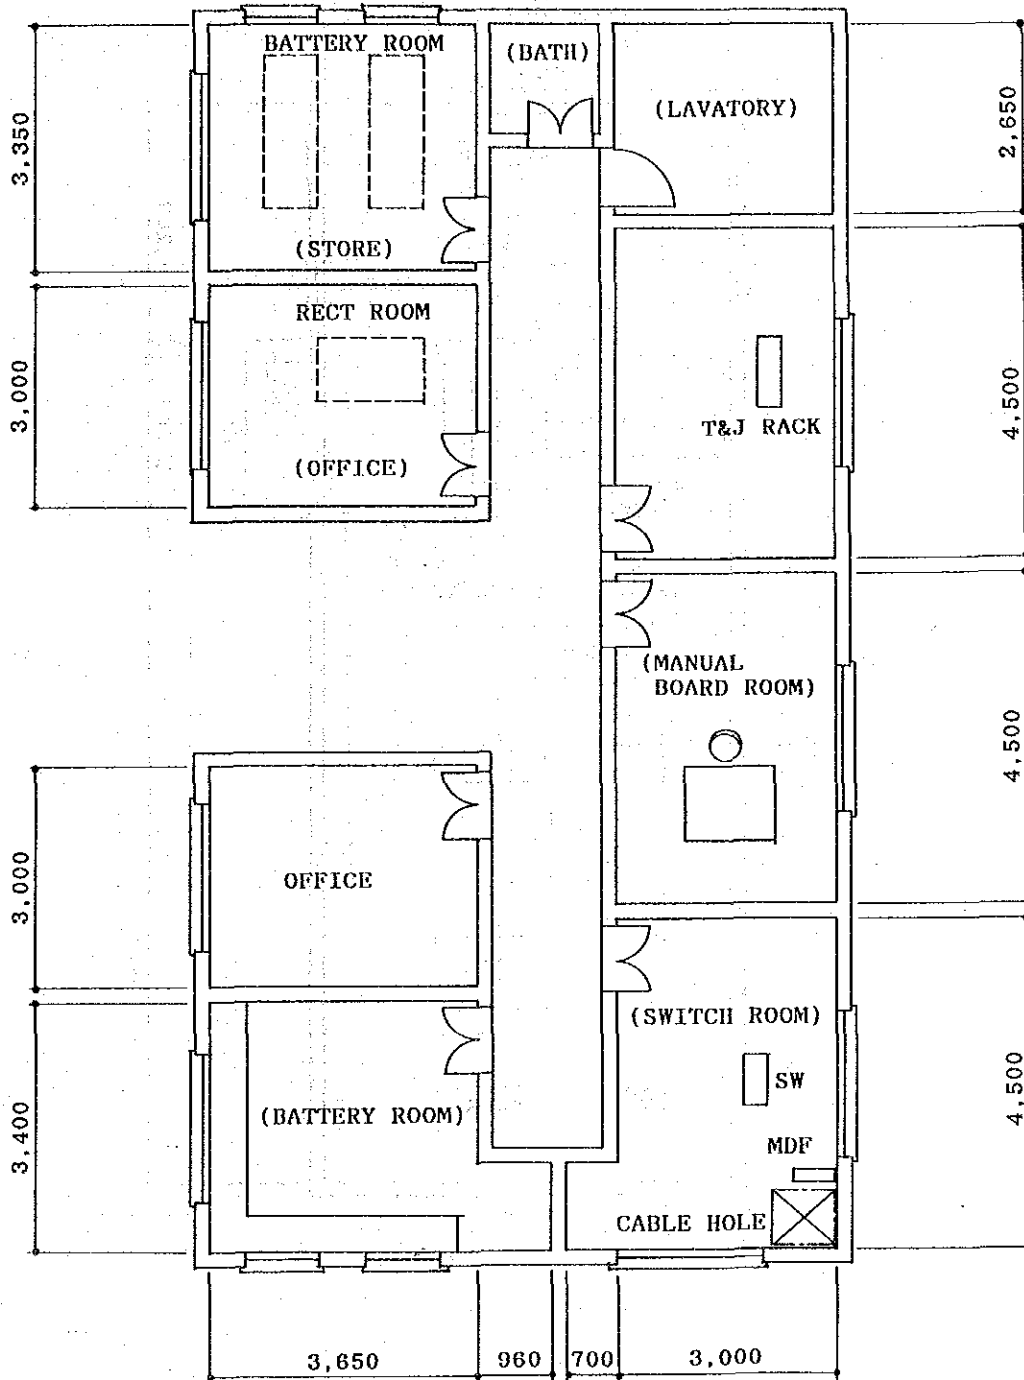 BATTERY ROOM
(BATH)
(LAVATORY)
3,350
2,650
(STORE)
RECT ROOM
3,000
4,500
T&J RACK
(OFFICE)
(MANUAL
BOARD ROOM)
4,500
OFFICE
3,000
(SWITCH ROOM)
SW
4,500
(BATTERY ROOM)
3,400
MDF
CABLE HOLE
3,650
960
700
3,000